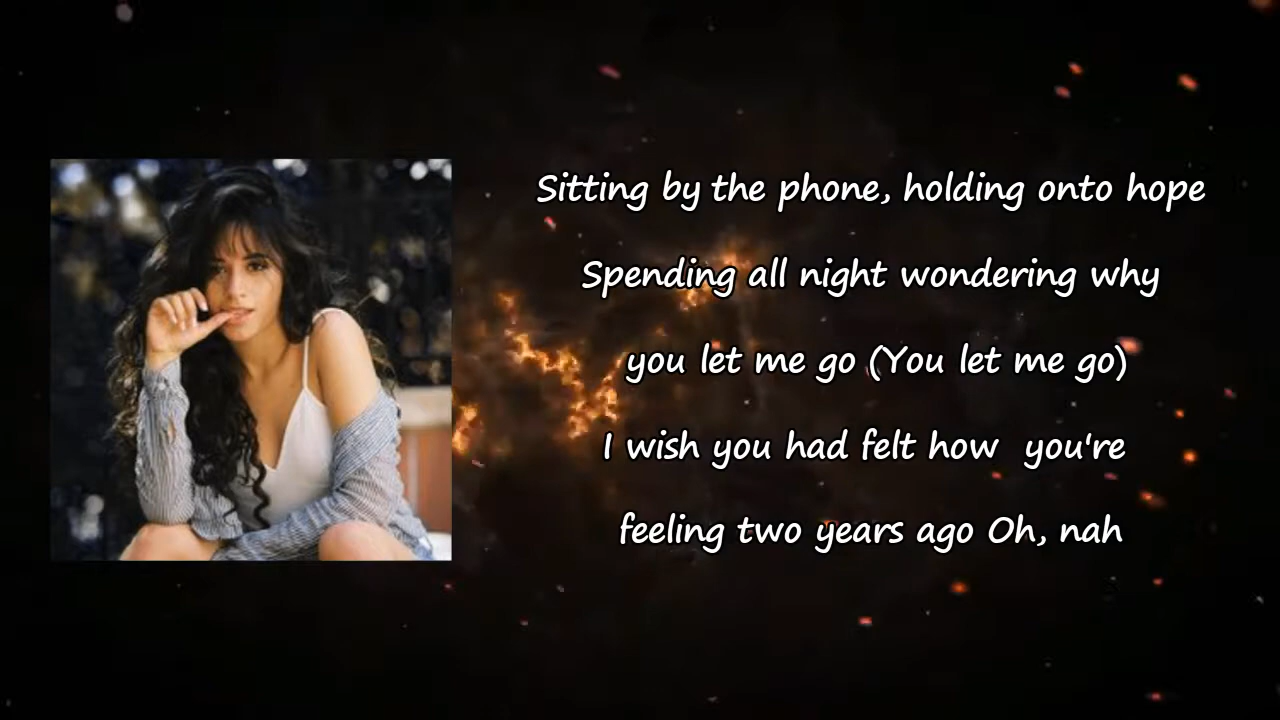 Sitting by the phone, holding onto hope
Spending all night wondering why
you let me go (You let me go)
I wish you had felt how  you're
feeling two years ago Oh, nah